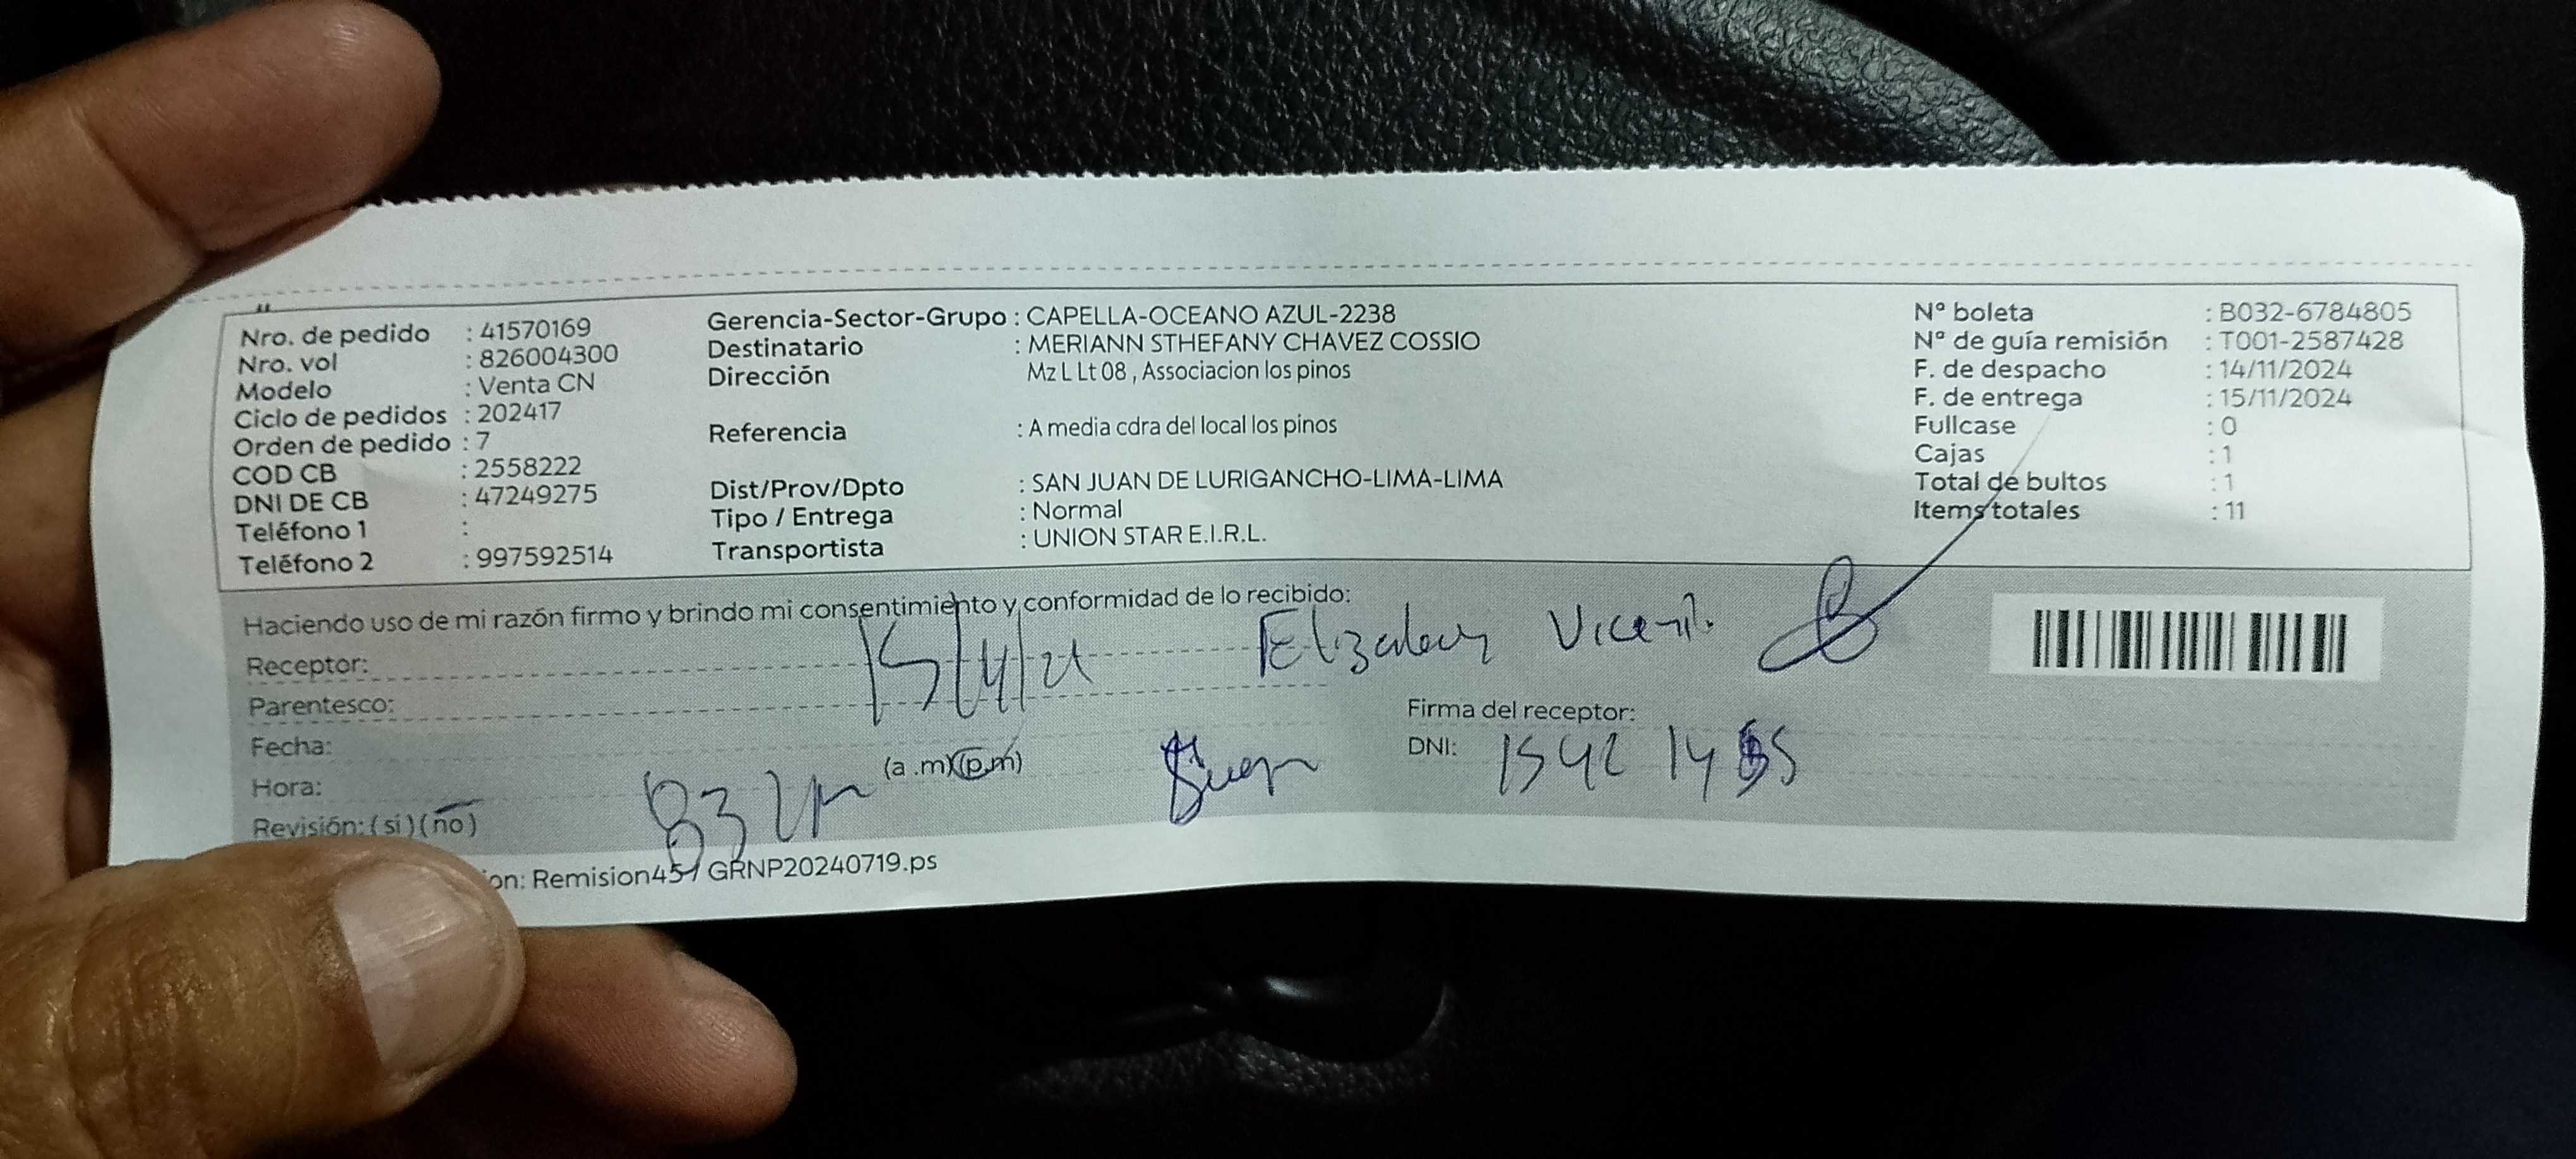 Nro. de pedido : 41570169
Nro. vol : 826004300
Modelo : Venta CN
Ciclo de pedidos : 202417
Orden de pedido : 7
COD CB : 2558222
DNI DE CB : 47249275
Teléfono 1 :
Teléfono 2 : 997592514
Gerencia-Sector-Grupo : CAPELLA-OCEANO AZUL-2238
Destinatario : MERIANN STHEFANY CHAVEZ COSSIO
Dirección Mz L Lt 08 , Associacion los pinos
Referencia : A media cdra del local los pinos
Dist/Prov/Dpto : SAN JUAN DE LURIGANCHO-LIMA-LIMA
Tipo / Entrega : Normal
Transportista : UNION STAR E.I.R.L.
Nº boleta : B032-6784805
Nº de guía remisión : T001-2587428
F. de despacho : 14/11/2024
F. de entrega : 15/11/2024
Fullcase : 0
Cajas : 1
Total de bultos : 1
Items totales : 11
Haciendo uso de mi razón firmo y brindo mi consentimiento y conformidad de lo recibido:
Receptor:
Parentesco:
Fecha:
Hora: (a .m)(p.m)
Revisión: (si) (no)
Firma del receptor:
DNI:
on: Remision451 GRNP20240719.ps